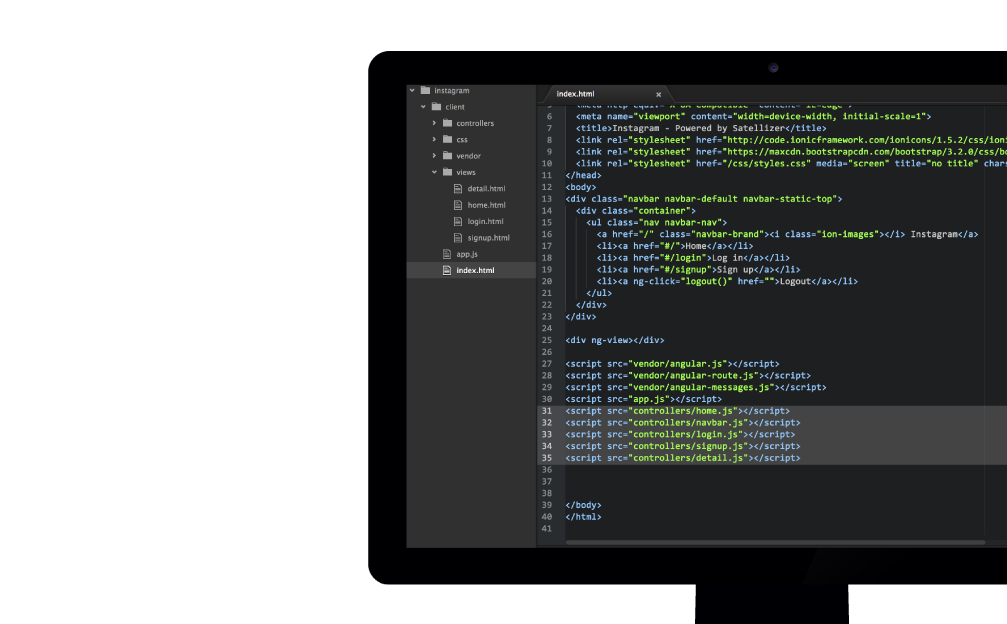 instagram
client
controllers
css
vendor
views
detail.html
home.html
login.html
signup.html
app.js
index.html
index.html ×
6 <meta name="viewport" content="width=device-width, initial-scale=1">
7 <title>Instagram - Powered by Satellizer</title>
8 <link rel="stylesheet" href="http://code.ionicframework.com/ionicons/1.5.2/css/ioni
9 <link rel="stylesheet" href="https://maxcdn.bootstrapcdn.com/bootstrap/3.2.0/css/bo
10 <link rel="stylesheet" href="/css/styles.css" media="screen" title="no title" chars
11 </head>
12 <body>
13 <div class="navbar navbar-default navbar-static-top">
14 <div class="container">
15 <ul class="nav navbar-nav">
16 <a href="/" class="navbar-brand"><i class="ion-images"></i> Instagram</a>
17 <li><a href="#/">Home</a></li>
18 <li><a href="#/login">Log in</a></li>
19 <li><a href="#/signup">Sign up</a></li>
20 <li><a ng-click="logout()" href="">Logout</a></li>
21 </ul>
22 </div>
23 </div>
24
25 <div ng-view></div>
26
27 <script src="vendor/angular.js"></script>
28 <script src="vendor/angular-route.js"></script>
29 <script src="vendor/angular-messages.js"></script>
30 <script src="app.js"></script>
31 <script src="controllers/home.js"></script>
32 <script src="controllers/navbar.js"></script>
33 <script src="controllers/login.js"></script>
34 <script src="controllers/signup.js"></script>
35 <script src="controllers/detail.js"></script>
36
37
38
39 </body>
40 </html>
41